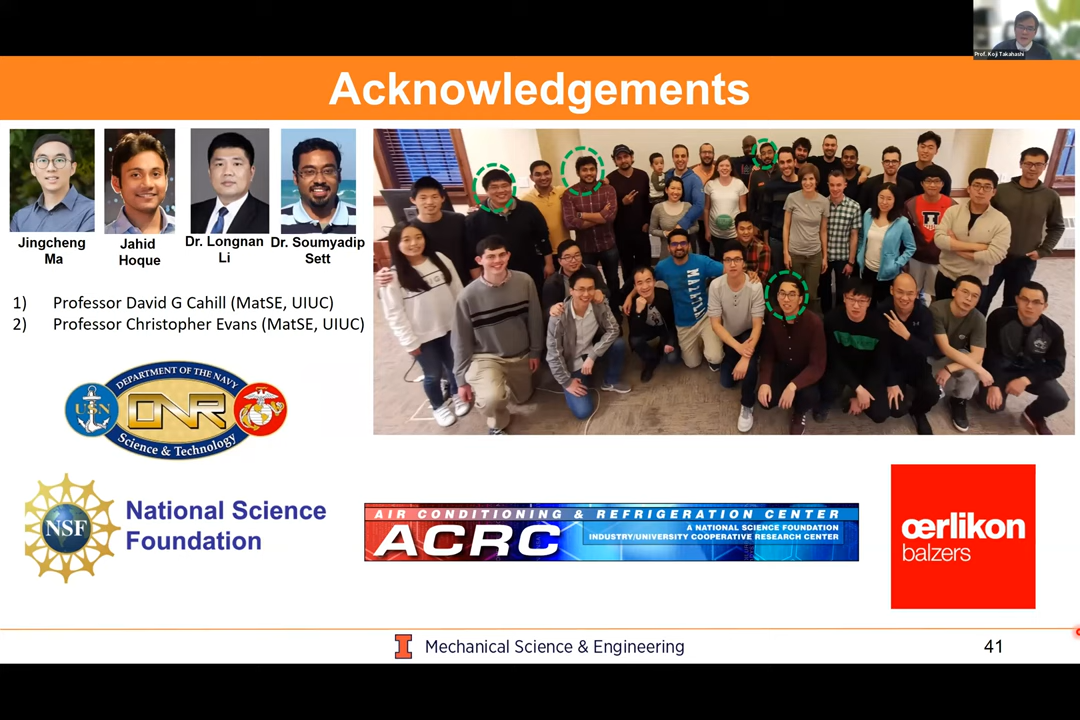 Prof. Koji Takahashi
Acknowledgements
Jingcheng
Ma
Jahid
Hoque
Dr. Longnan
Li
Dr. Soumyadip
Sett
1) Professor David G Cahill (MatSE, UIUC)
2) Professor Christopher Evans (MatSE, UIUC)
DEPARTMENT OF THE NAVY
USN
ONR
Science & Technology
NSF
National Science
Foundation
AIR CONDITIONING & REFRIGERATION CENTER
ACRC
A NATIONAL SCIENCE FOUNDATION
INDUSTRY/UNIVERSITY COOPERATIVE RESEARCH CENTER
œrlikon
balzers
I
Mechanical Science & Engineering
41